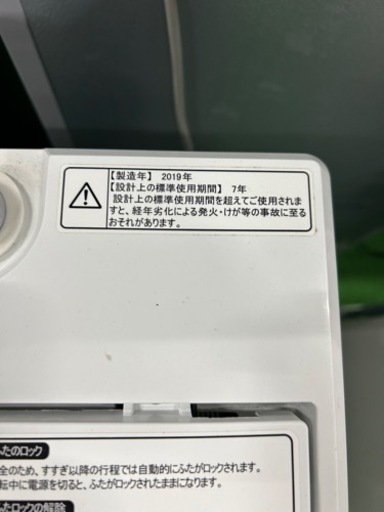 【製造年】 2019年
【設計上の標準使用期間】 7年
設計上の標準使用期間を超えてご使用されま
すと、経年劣化による発火・けが等の事故に至る
おそれがあります。
ふたのロック
全のため、すすぎ以降の行程では自動的にふたがロックされます。
転中に電源を切ると、ふたがロックされたままになります。
ふたのロックの解除